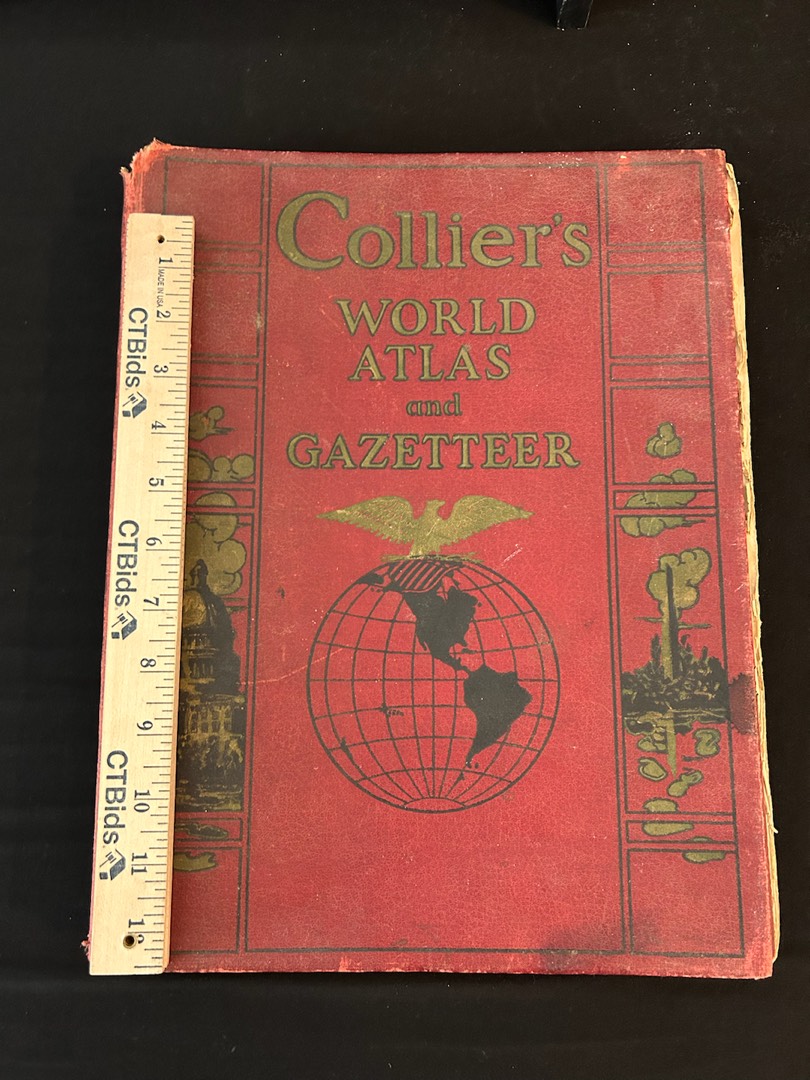 Collier's
WORLD
ATLAS
and
GAZETTEER
1
MADE IN USA
2
CTBids
3
4
5
CTBids
6
7
8
9
CTBids
10
11